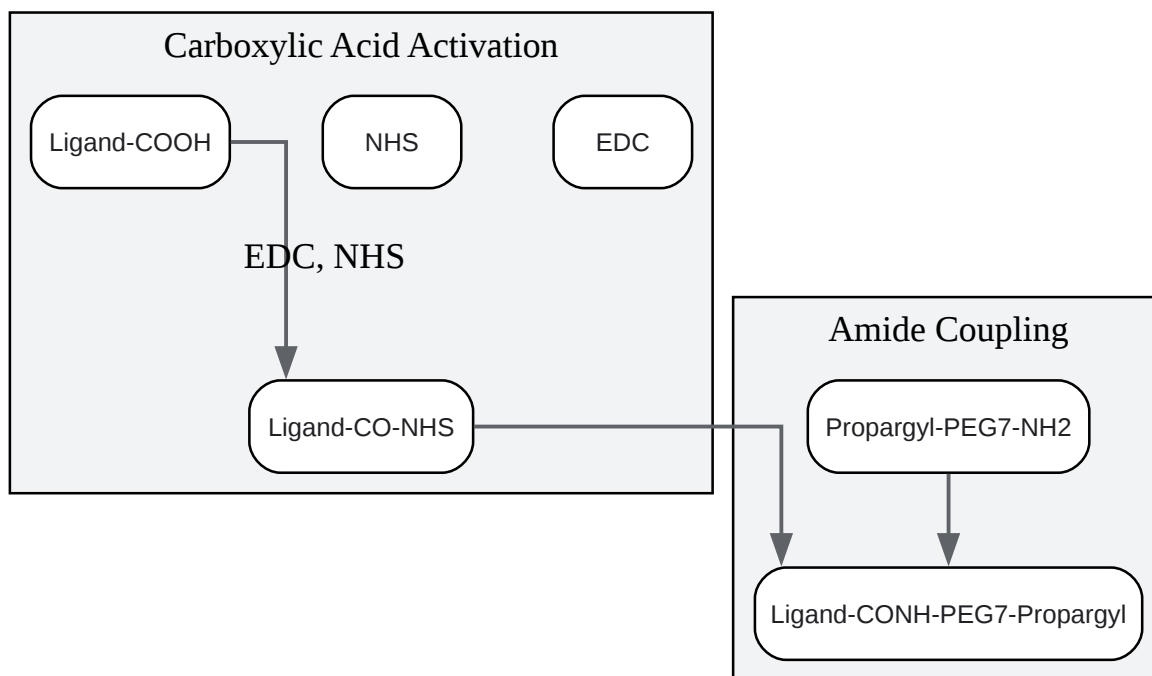 Carboxylic Acid Activation
Ligand-COOH
NHS
EDC
EDC, NHS
Ligand-CO-NHS
Amide Coupling
Propargyl-PEG7-NH2
Ligand-CONH-PEG7-Propargyl